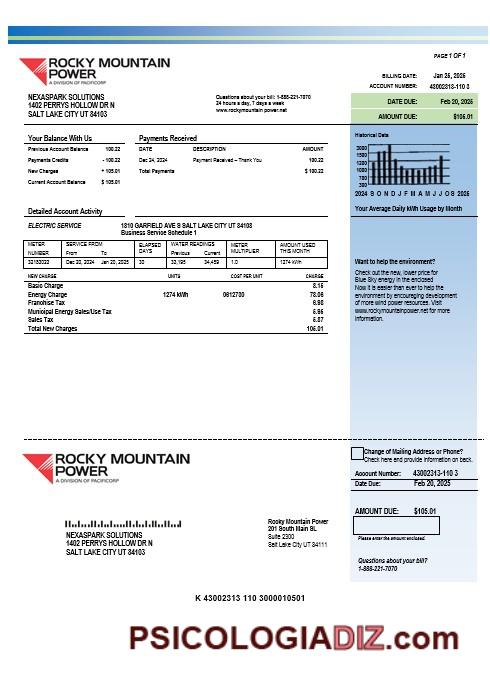 PAGE 1 OF 1
ROCKY MOUNTAIN
POWER
A DIVISION OF PACIFICORP
BILLING DATE: Jan 25, 2025
ACCOUNT NUMBER: 43002313-110 3
NEXASPARK SOLUTIONS
1402 PERRYS HOLLOW DR N
SALT LAKE CITY UT 84103
Questions about your bill: 1-888-221-7070
24 hours a day, 7 days a week
www.rockymountainpower.net
DATE DUE: Feb 20, 2025
AMOUNT DUE: $105.01
Your Balance With Us
Previous Account Balance 100.22
Payments Credits - 100.22
New Charges + 105.01
Current Account Balance $ 105.01
Payments Received
DATE DESCRIPTION AMOUNT
Dec 24, 2024 Payment Received – Thank You 100.22
Total Payments $ 100.22
Historical Data
3000
1500
1200
900
600
300
2024 S O N D J F M A M J J O S 2025
Your Average Daily kWh Usage by Month
Detailed Account Activity
ELECTRIC SERVICE 1810 GARFIELD AVE S SALT LAKE CITY UT 84108
Business Service Schedule 1
METER NUMBER SERVICE FROM From To ELAPSED DAYS WATER READINGS Previous Current METER MULTIPLIER AMOUNT USED THIS MONTH
Dec 20, 2024 Jan 20, 2025 30 33,195 34,469 1.0 1274 kWh
NEW CHARGE UNITS COST PER UNIT CHARGE
Basic Charge 8.15
Energy Charge 1274 kWh 0612730 78.06
Franchise Tax 6.98
Municipal Energy Sales/Use Tax 5.95
Sales Tax 5.87
Total New Charges 105.01
Want to help the environment?
Check out the new, lower price for
Blue Sky energy in the enclosed
Now it is easier than ever to help the
environment by encouraging development
of more wind power resources. Visit
www.rockymountainpower.net for more
information.
ROCKY MOUNTAIN
POWER
A DIVISION OF PACIFICORP
Change of Mailing Address or Phone?
Check here and provide information on back.
Account Number: 43002313-110 3
Date Due: Feb 20, 2025
NEXASPARK SOLUTIONS
1402 PERRYS HOLLOW DR N
SALT LAKE CITY UT 84103
Rocky Mountain Power
201 South Main St.
Suite 2300
Salt Lake City UT 84111
AMOUNT DUE: $105.01
Please enter the amount enclosed.
Questions about your bill?
1-888-221-7070
K 43002313 110 3000010501
PSICOLOGIADIZ.com